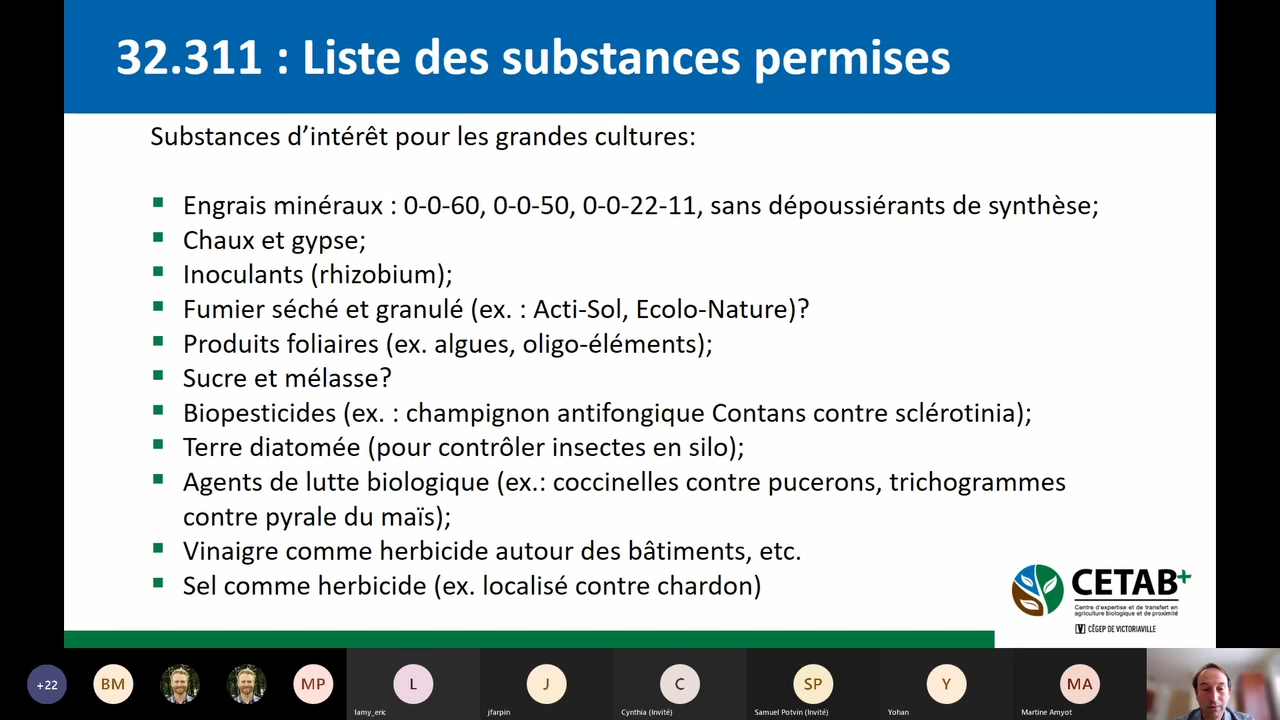 32.311 : Liste des substances permises
Substances d’intérêt pour les grandes cultures:
▪ Engrais minéraux : 0-0-60, 0-0-50, 0-0-22-11, sans dépoussiérants de synthèse;
▪ Chaux et gypse;
▪ Inoculants (rhizobium);
▪ Fumier séché et granulé (ex. : Acti-Sol, Ecolo-Nature)?
▪ Produits foliaires (ex. algues, oligo-éléments);
▪ Sucre et mélasse?
▪ Biopesticides (ex. : champignon antifongique Contans contre sclérotinia);
▪ Terre diatomée (pour contrôler insectes en silo);
▪ Agents de lutte biologique (ex.: coccinelles contre pucerons, trichogrammes
contre pyrale du maïs);
▪ Vinaigre comme herbicide autour des bâtiments, etc.
▪ Sel comme herbicide (ex. localisé contre chardon)
CETAB+
Centre d’expertise et de transfert en
agriculture biologique et de proximité
CÉGEP DE VICTORIAVILLE
+22
BM
MP
L
J
C
SP
Y
MA
lamy_eric
jfarpin
Cynthia (Invité)
Samuel Potvin (Invité)
Yohan
Martine Amyot